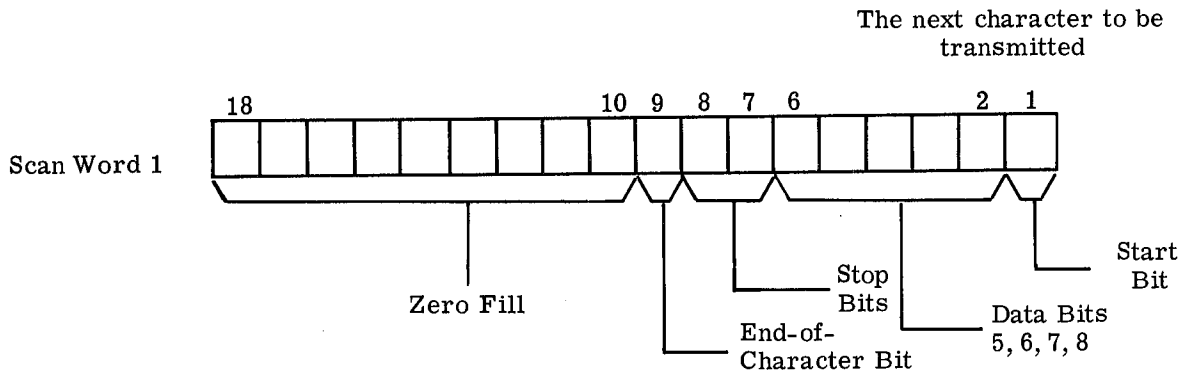 The next character to be
transmitted
18 10 9 8 7 6 2 1
Scan Word 1
Start
Bit
Stop
Bits
Zero Fill
Data Bits
5, 6, 7, 8
End-of-
Character Bit